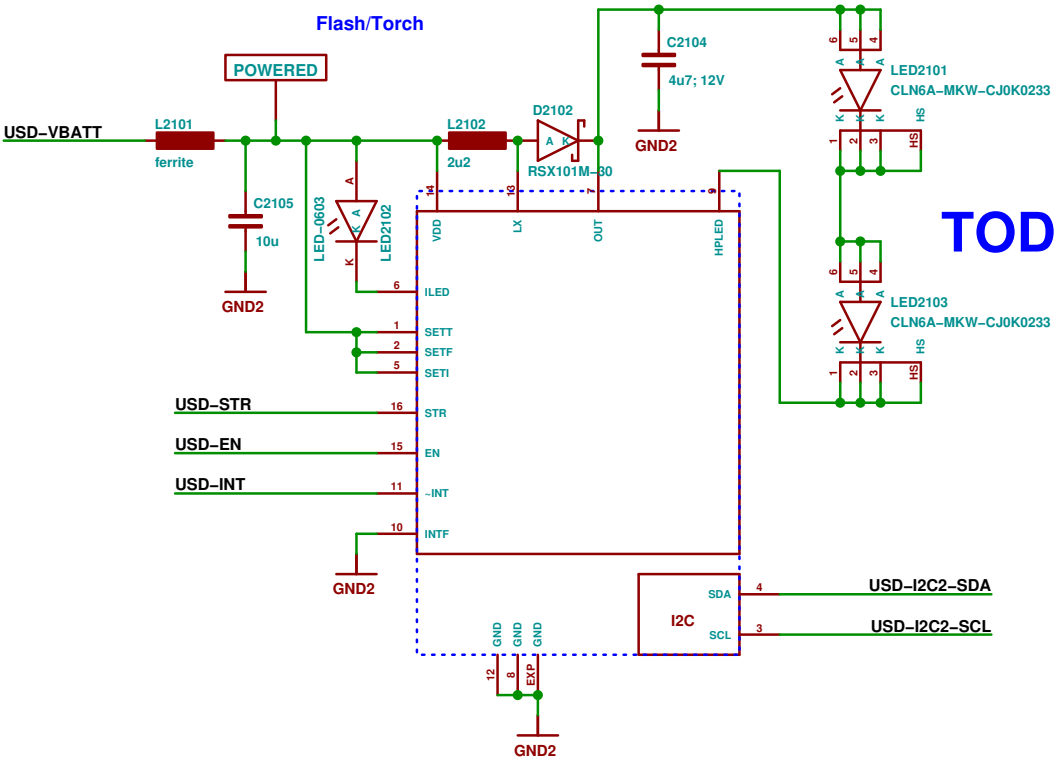 Flash/Torch
POWERED
USD-VBATT
L2101
ferrite
C2105
10u
GND2
L2102
2u2
D2102
A K
RSX101M-30
C2104
4u7; 12V
GND2
6 5 4
A A A
LED2101
CLN6A-MKW-CJ0K0233
K K K HS
1 2 3 HS
TOD
6 5 4
A A A
LED2103
CLN6A-MKW-CJ0K0233
K K K HS
1 2 3 HS
A
LED-0603
K A
LED2102
K
14 13 7 9
VDD LX OUT HPLED
6 ILED
1 SETT
2 SETF
5 SETI
USD-STR 16 STR
USD-EN 15 EN
USD-INT 11 ~INT
10 INTF
GND2
I2C
SDA 4 USD-I2C2-SDA
SCL 3 USD-I2C2-SCL
GND GND GND
12 8 EXP
GND2